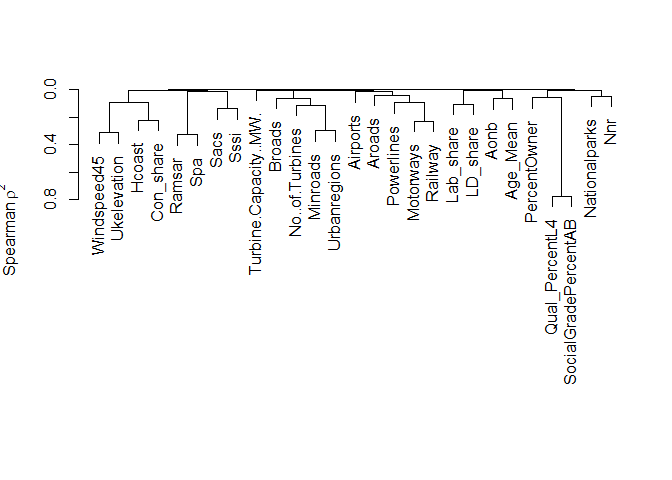 Spearman ρ²
0.0
0.4
0.8
Windspeed45
Ukelevation
Hcoast
Con_share
Ramsar
Spa
Sacs
Sssi
Turbine.Capacity..MW.
Broads
No..of.Turbines
Minroads
Urbanregions
Airports
Aroads
Powerlines
Motorways
Railway
Lab_share
LD_share
Aonb
Age_Mean
PercentOwner
Qual_PercentL4
SocialGradePercentAB
Nationalparks
Nnr